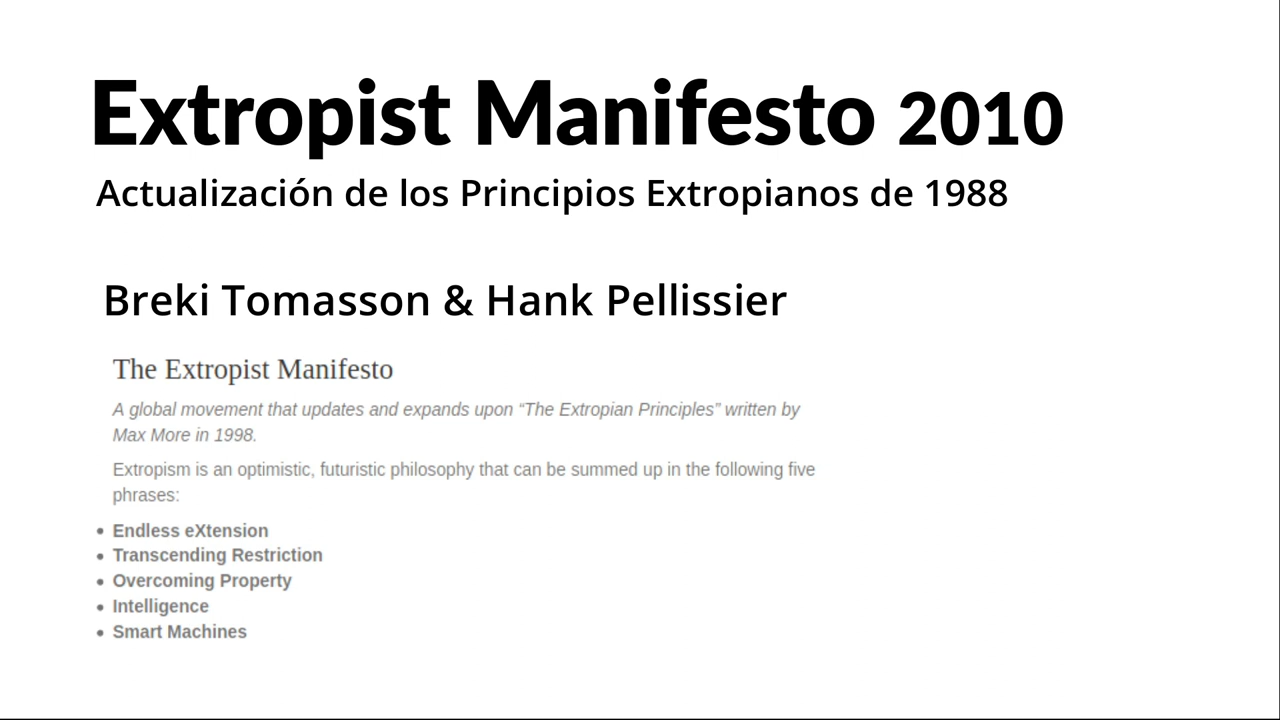 Extropist Manifesto 2010
Actualización de los Principios Extropianos de 1988
Breki Tomasson & Hank Pellissier
The Extropist Manifesto
A global movement that updates and expands upon “The Extropian Principles” written by
Max More in 1998.
Extropism is an optimistic, futuristic philosophy that can be summed up in the following five
phrases:
• Endless eXtension
• Transcending Restriction
• Overcoming Property
• Intelligence
• Smart Machines